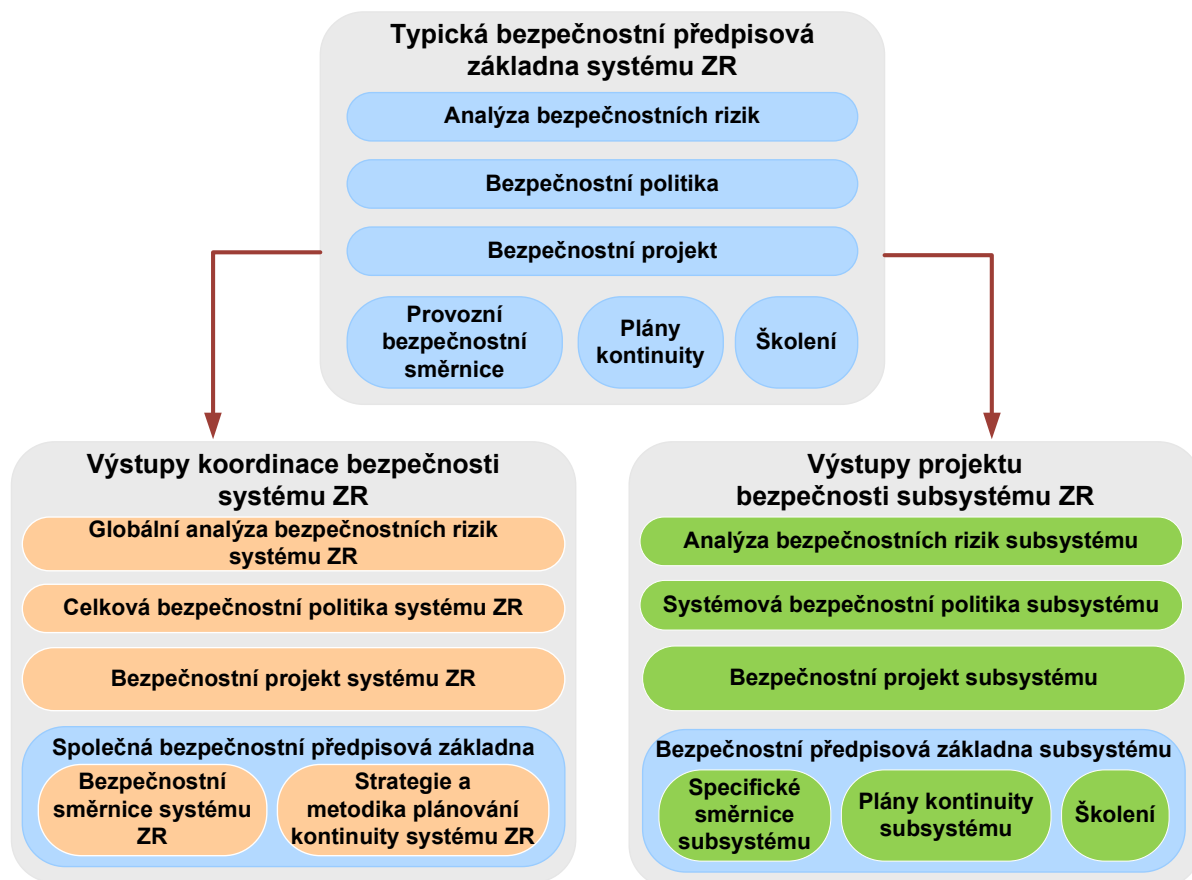 Typická bezpečnostní předpisová
základna systému ZR
Analýza bezpečnostních rizik
Bezpečnostní politika
Bezpečnostní projekt
Provozní
bezpečnostní
směrnice
Plány
kontinuity
Školení
Výstupy koordinace bezpečnosti
systému ZR
Globální analýza bezpečnostních rizik
systému ZR
Celková bezpečnostní politika systému ZR
Bezpečnostní projekt systému ZR
Společná bezpečnostní předpisová základna
Bezpečnostní
směrnice systému
ZR
Strategie a
metodika plánování
kontinuity systému ZR
Výstupy projektu
bezpečnosti subsystému ZR
Analýza bezpečnostních rizik subsystému
Systémová bezpečnostní politika subsystému
Bezpečnostní projekt subsystému
Bezpečnostní předpisová základna subsystému
Specifické
směrnice
subsystému
Plány kontinuity
subsystému
Školení